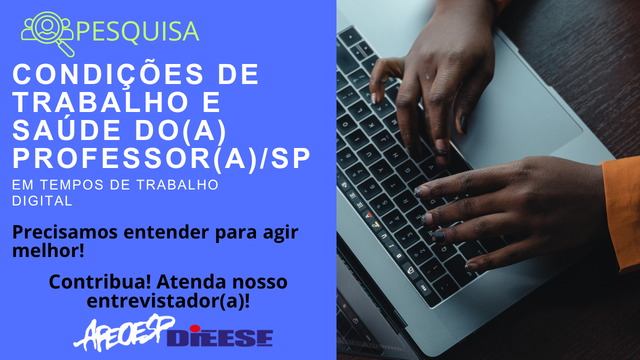 PESQUISA
CONDIÇÕES DE
TRABALHO E
SAÚDE DO(A)
PROFESSOR(A)/SP
EM TEMPOS DE TRABALHO
DIGITAL
Precisamos entender para agir
melhor!
Contribua! Atenda nosso
entrevistador(a)!
APEOESP DIEESE